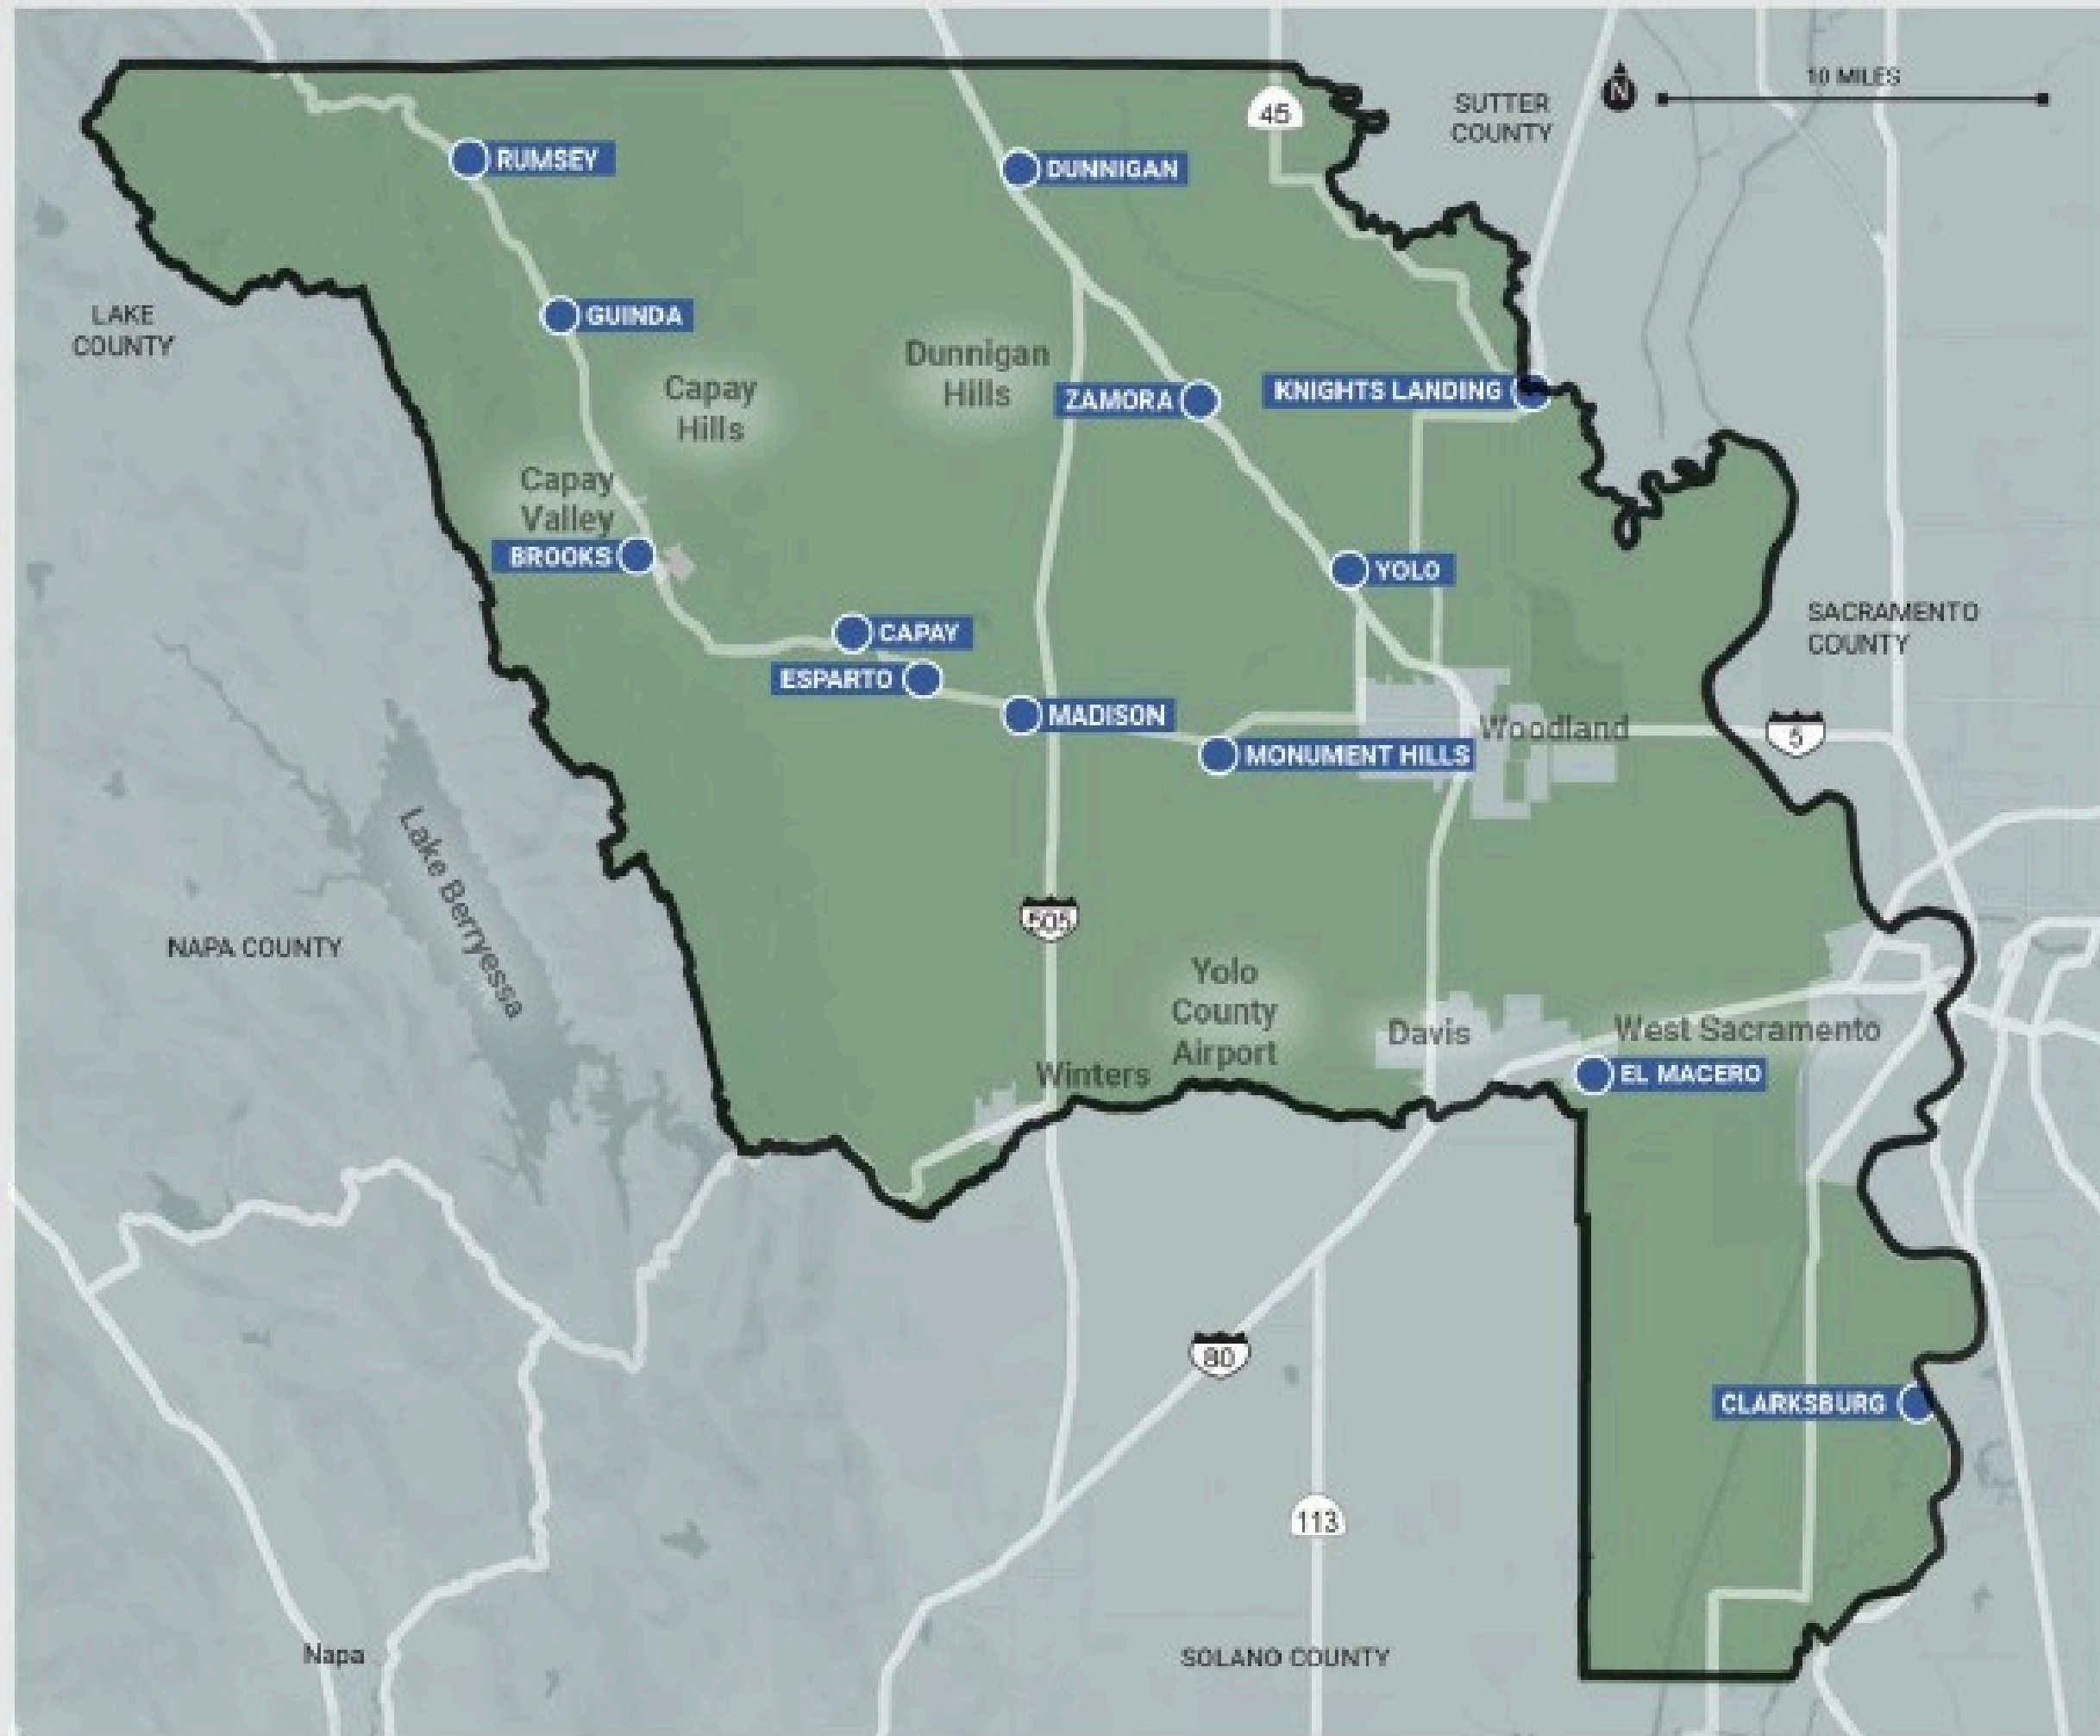 10 MILES
N
SUTTER
COUNTY
45
RUMSEY
DUNNIGAN
LAKE
COUNTY
GUINDA
Capay
Hills
Dunnigan
Hills
ZAMORA
KNIGHTS LANDING
Capay
Valley
BROOKS
YOLO
CAPAY
ESPARTO
MADISON
MONUMENT HILLS
Woodland
SACRAMENTO
COUNTY
5
Lake Berryessa
NAPA COUNTY
505
Yolo
County
Airport
Winters
Davis
West Sacramento
EL MACERO
80
CLARKSBURG
113
Napa
SOLANO COUNTY